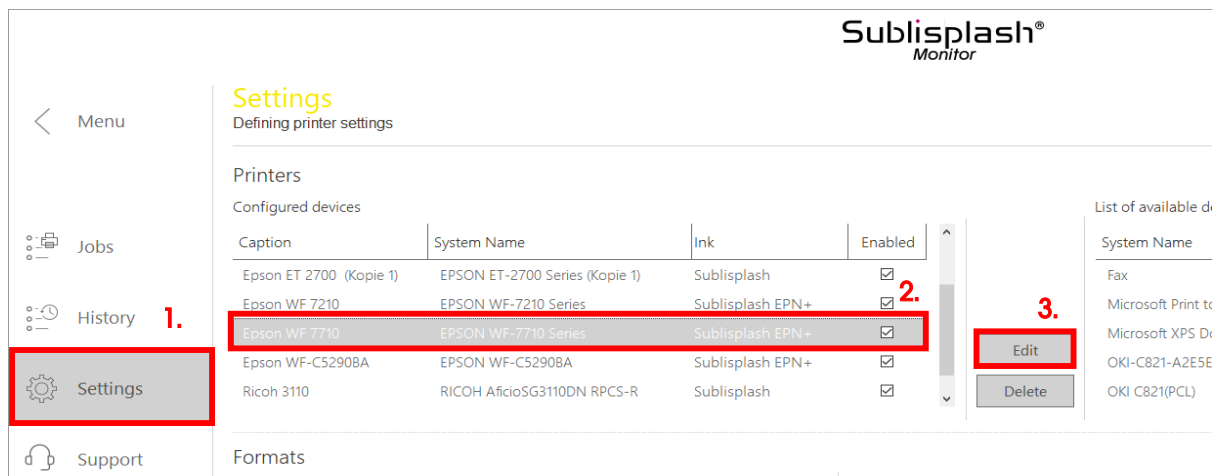 Sublisplash®
Monitor
Menu
Settings
Defining printer settings
Printers
Configured devices
List of available d
Caption System Name Ink Enabled System Name
Jobs
Epson ET 2700 (Kopie 1) EPSON ET-2700 Series (Kopie 1) Sublisplash Fax
Epson WF 7210 EPSON WF-7210 Series Sublisplash EPN+ 2. Microsoft Print to
History 1. 3.
Epson WF 7710 EPSON WF-7710 Series Sublisplash EPN+ Microsoft XPS Do
Edit
Epson WF-C5290BA EPSON WF-C5290BA Sublisplash EPN+ OKI-C821-A2E5E
Settings
Ricoh 3110 RICOH AficioSG3110DN RPCS-R Sublisplash Delete OKI C821(PCL)
Support
Formats